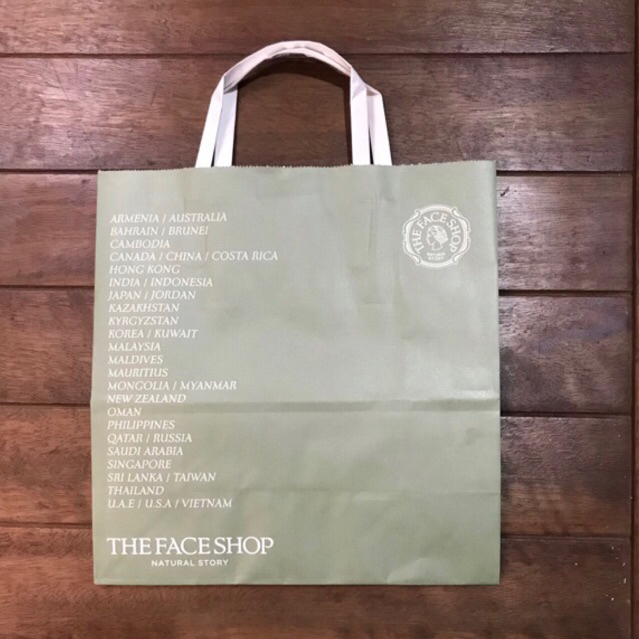 ARMENIA / AUSTRALIA
BAHRAIN / BRUNEI
CAMBODIA
CANADA / CHINA / COSTA RICA
HONG KONG
INDIA / INDONESIA
JAPAN / JORDAN
KAZAKHSTAN
KYRGYZSTAN
KOREA / KUWAIT
MALAYSIA
MALDIVES
MAURITIUS
MONGOLIA / MYANMAR
NEW ZEALAND
OMAN
PHILIPPINES
QATAR / RUSSIA
SAUDI ARABIA
SINGAPORE
SRI LANKA / TAIWAN
THAILAND
U.A.E / U.S.A / VIETNAM
THE FACE SHOP
NATURAL STORY
THE FACE SHOP